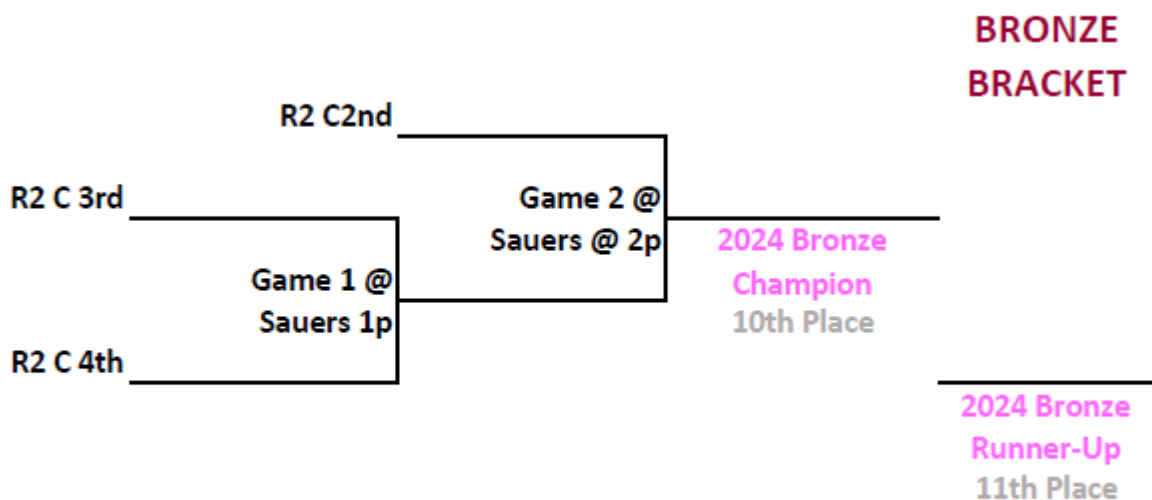 BRONZE
BRACKET
R2 C2nd
R2 C 3rd
Game 2 @
Sauers @ 2p
2024 Bronze
Champion
10th Place
Game 1 @
Sauers 1p
R2 C 4th
2024 Bronze
Runner-Up
11th Place